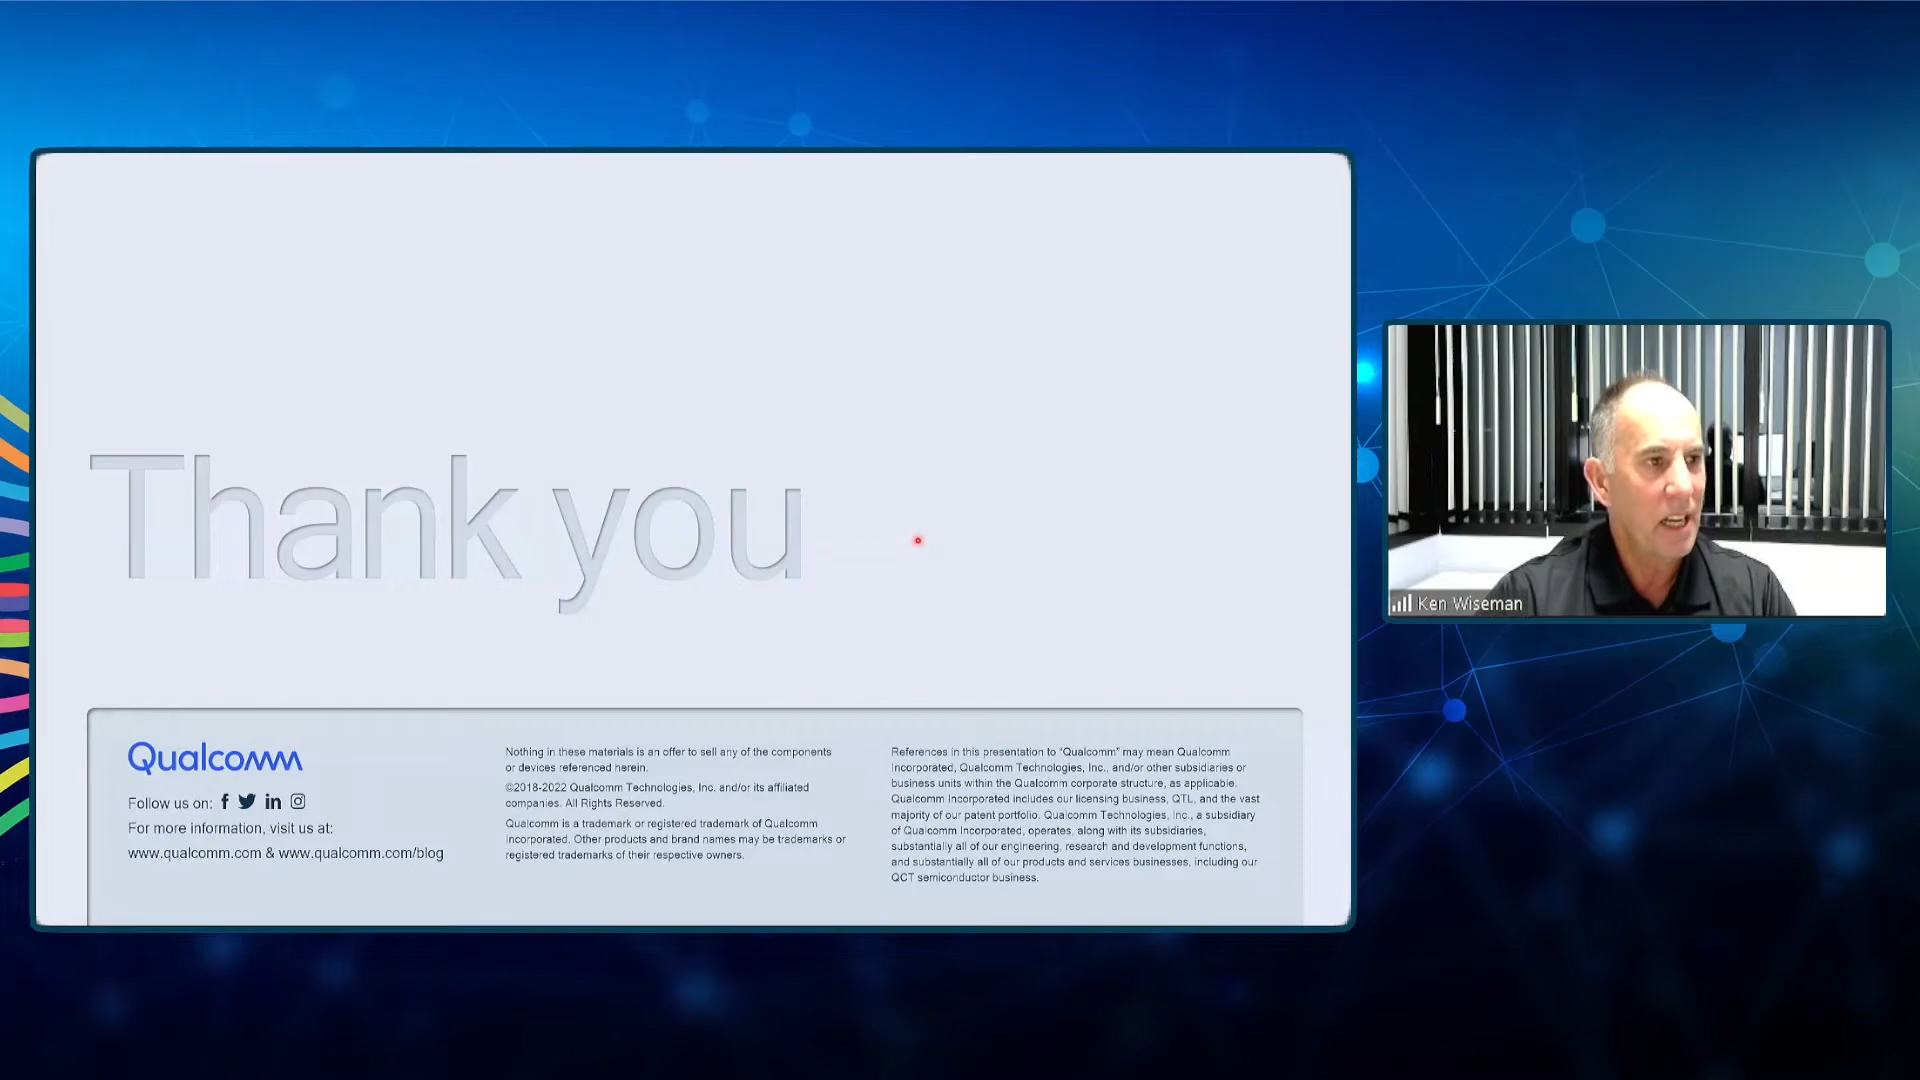 Thank you
Qualcomm
Follow us on:
For more information, visit us at:
www.qualcomm.com & www.qualcomm.com/blog
Nothing in these materials is an offer to sell any of the components
or devices referenced herein.
©2018-2022 Qualcomm Technologies, Inc. and/or its affiliated
companies. All Rights Reserved.
Qualcomm is a trademark or registered trademark of Qualcomm
Incorporated. Other products and brand names may be trademarks or
registered trademarks of their respective owners.
References in this presentation to “Qualcomm” may mean Qualcomm
Incorporated, Qualcomm Technologies, Inc., and/or other subsidiaries or
business units within the Qualcomm corporate structure, as applicable.
Qualcomm Incorporated includes our licensing business, QTL, and the vast
majority of our patent portfolio. Qualcomm Technologies, Inc., a subsidiary
of Qualcomm Incorporated, operates, along with its subsidiaries,
substantially all of our engineering, research and development functions,
and substantially all of our products and services businesses, including our
QCT semiconductor business.
Ken Wiseman